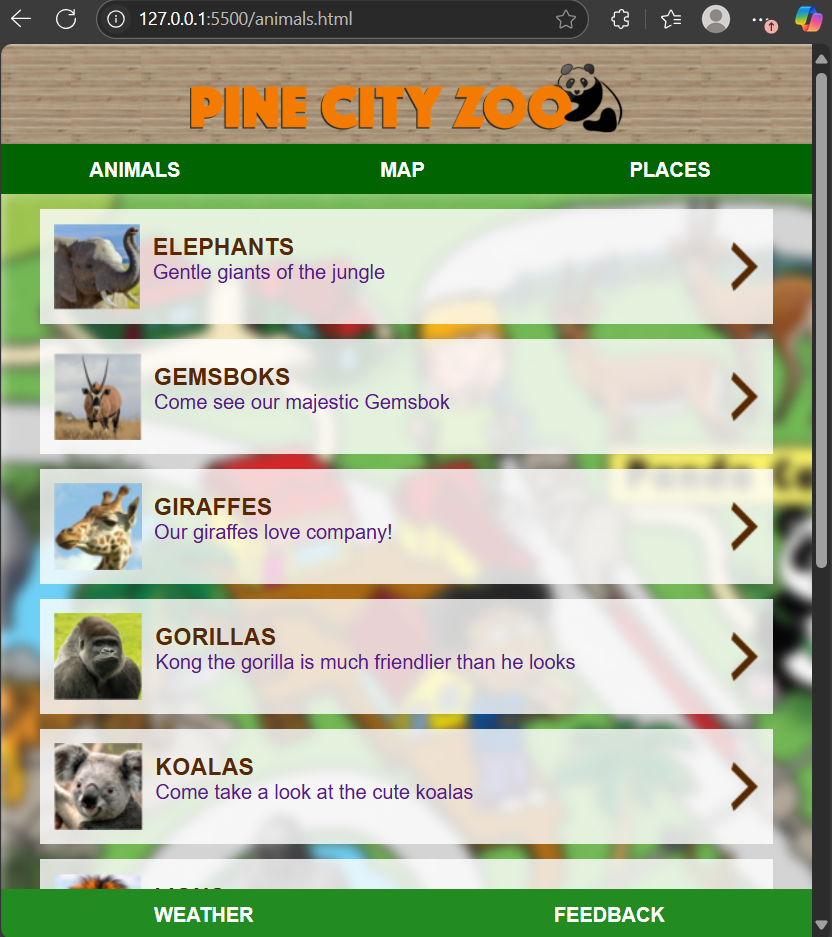 127.0.0.1:5500/animals.html
PINE CITY ZOO
ANIMALS MAP PLACES
ELEPHANTS
Gentle giants of the jungle
GEMSBOKS
Come see our majestic Gemsbok
Panda
GIRAFFES
Our giraffes love company!
GORILLAS
Kong the gorilla is much friendlier than he looks
KOALAS
Come take a look at the cute koalas
WEATHER FEEDBACK